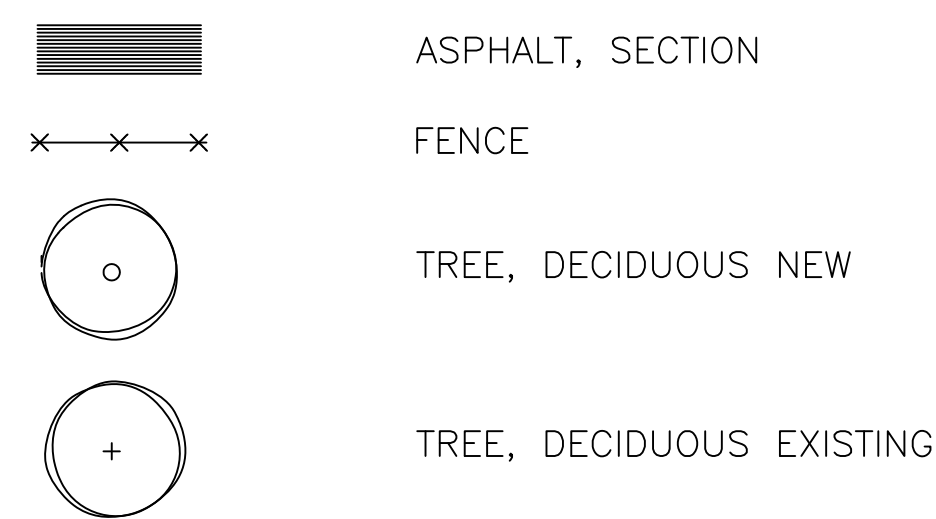 ASPHALT, SECTION
FENCE
TREE, DECIDUOUS NEW
TREE, DECIDUOUS EXISTING